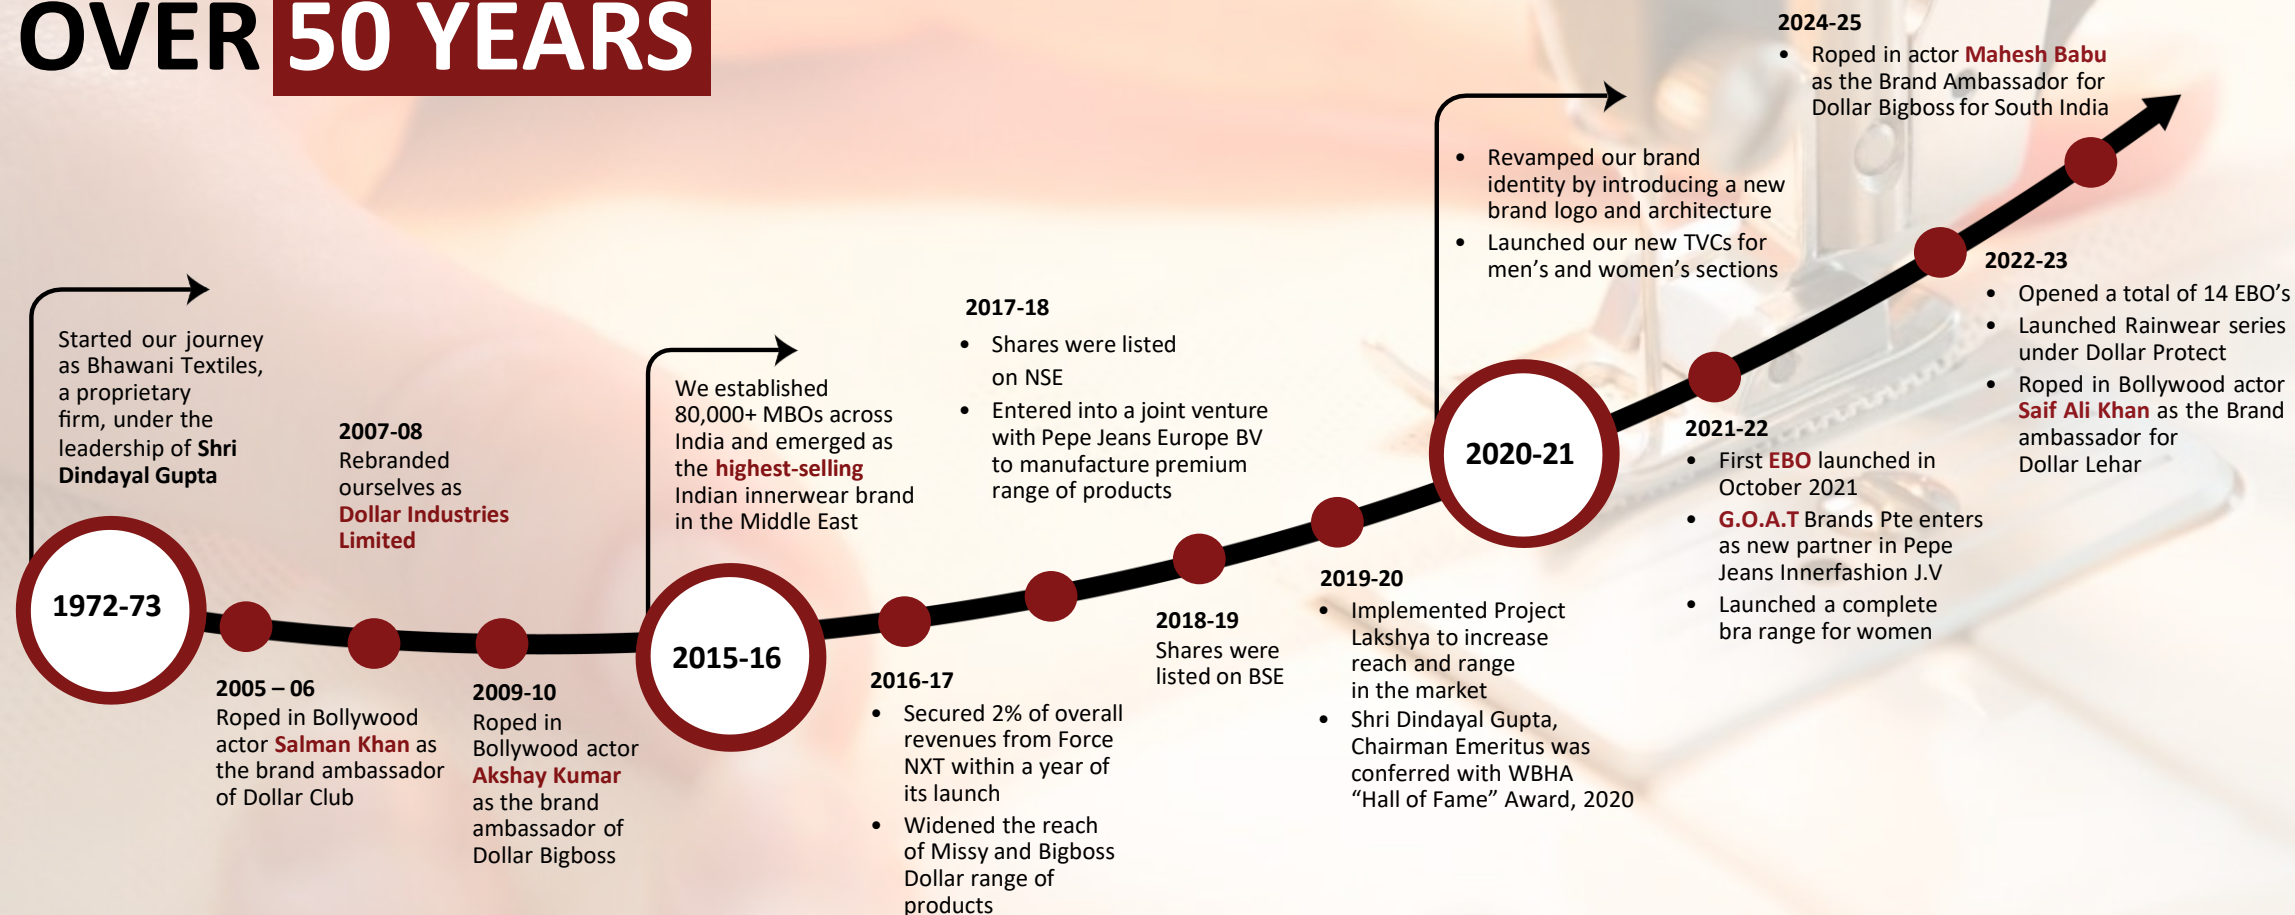 OVER 50 YEARS
1972-73
Started our journey
as Bhawani Textiles,
a proprietary
firm, under the
leadership of Shri
Dindayal Gupta
2005 – 06
Roped in Bollywood
actor Salman Khan as
the brand ambassador
of Dollar Club
2007-08
Rebranded
ourselves as
Dollar Industries
Limited
2009-10
Roped in
Bollywood actor
Akshay Kumar
as the brand
ambassador of
Dollar Bigboss
2015-16
We established
80,000+ MBOs across
India and emerged as
the highest-selling
Indian innerwear brand
in the Middle East
2016-17
• Secured 2% of overall
revenues from Force
NXT within a year of
its launch
• Widened the reach
of Missy and Bigboss
Dollar range of
products
2017-18
• Shares were listed
on NSE
• Entered into a joint venture
with Pepe Jeans Europe BV
to manufacture premium
range of products
2018-19
Shares were
listed on BSE
2019-20
• Implemented Project
Lakshya to increase
reach and range
in the market
• Shri Dindayal Gupta,
Chairman Emeritus was
conferred with WBHA
“Hall of Fame” Award, 2020
2020-21
• Revamped our brand
identity by introducing a new
brand logo and architecture
• Launched our new TVCs for
men’s and women’s sections
2021-22
• First EBO launched in
October 2021
• G.O.A.T Brands Pte enters
as new partner in Pepe
Jeans Innerfashion J.V
• Launched a complete
bra range for women
2022-23
• Opened a total of 14 EBO’s
• Launched Rainwear series
under Dollar Protect
• Roped in Bollywood actor
Saif Ali Khan as the Brand
ambassador for
Dollar Lehar
2024-25
• Roped in actor Mahesh Babu
as the Brand Ambassador for
Dollar Bigboss for South India